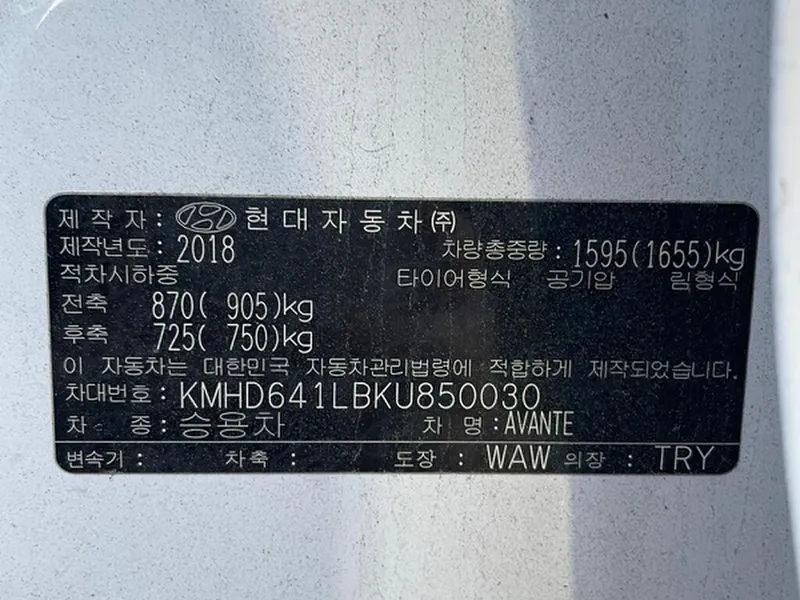 제 작 자 : HYUNDAI 현대자동차㈜
제작년도 : 2018 차량총중량 : 1595(1655)kg
적차시하중 타이어형식 공기압 림형식
전축 870( 905)kg
후축 725( 750)kg
이 자동차는 대한민국 자동차관리법령에 적합하게 제작되었습니다.
차대번호 : KMHD641LBKU850030
차 종 : 승용차 차 명 : AVANTE
변속기 : 차축 : 도장 : WAW 의장 : TRY